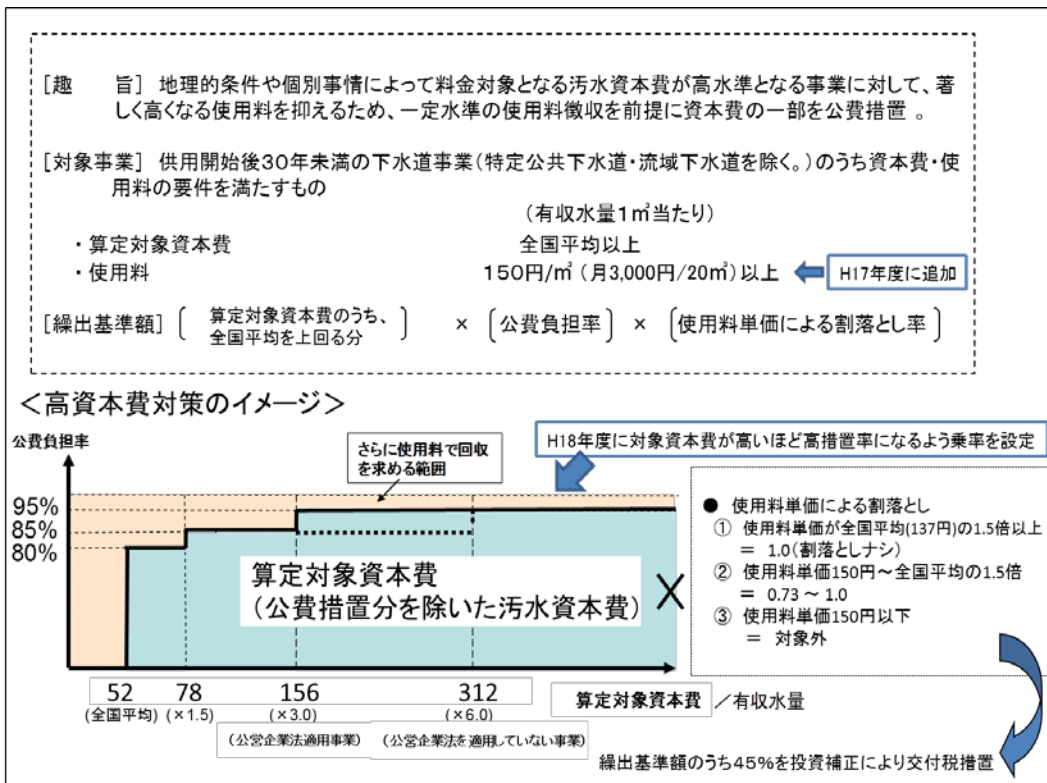 [趣　　旨] 地理的条件や個別事情によって料金対象となる汚水資本費が高水準となる事業に対して、著
しく高くなる使用料を抑えるため、一定水準の使用料徴収を前提に資本費の一部を公費措置 。
[対象事業] 供用開始後30年未満の下水道事業(特定公共下水道・流域下水道を除く。)のうち資本費・使
用料の要件を満たすもの
(有収水量1㎥当たり)
・算定対象資本費 全国平均以上
・使用料 150円/㎥ (月3,000円/20㎥)以上 H17年度に追加
[繰出基準額] 〔 算定対象資本費のうち、
全国平均を上回る分 〕 × 〔公費負担率〕 × 〔使用料単価による割落とし率〕
＜高資本費対策のイメージ＞
公費負担率
さらに使用料で回収
を求める範囲
H18年度に対象資本費が高いほど高措置率になるよう乗率を設定
95%
85%
80%
算定対象資本費
(公費措置分を除いた汚水資本費)
×
● 使用料単価による割落とし
① 使用料単価が全国平均(137円)の1.5倍以上
＝ 1.0(割落としナシ)
② 使用料単価150円～全国平均の1.5倍
＝ 0.73 ～ 1.0
③ 使用料単価150円以下
＝ 対象外
52 78 156 312 算定対象資本費 ／有収水量
(全国平均) (×1.5) (×3.0) (×6.0)
(公営企業法適用事業) (公営企業法を適用していない事業)
繰出基準額のうち45%を投資補正により交付税措置